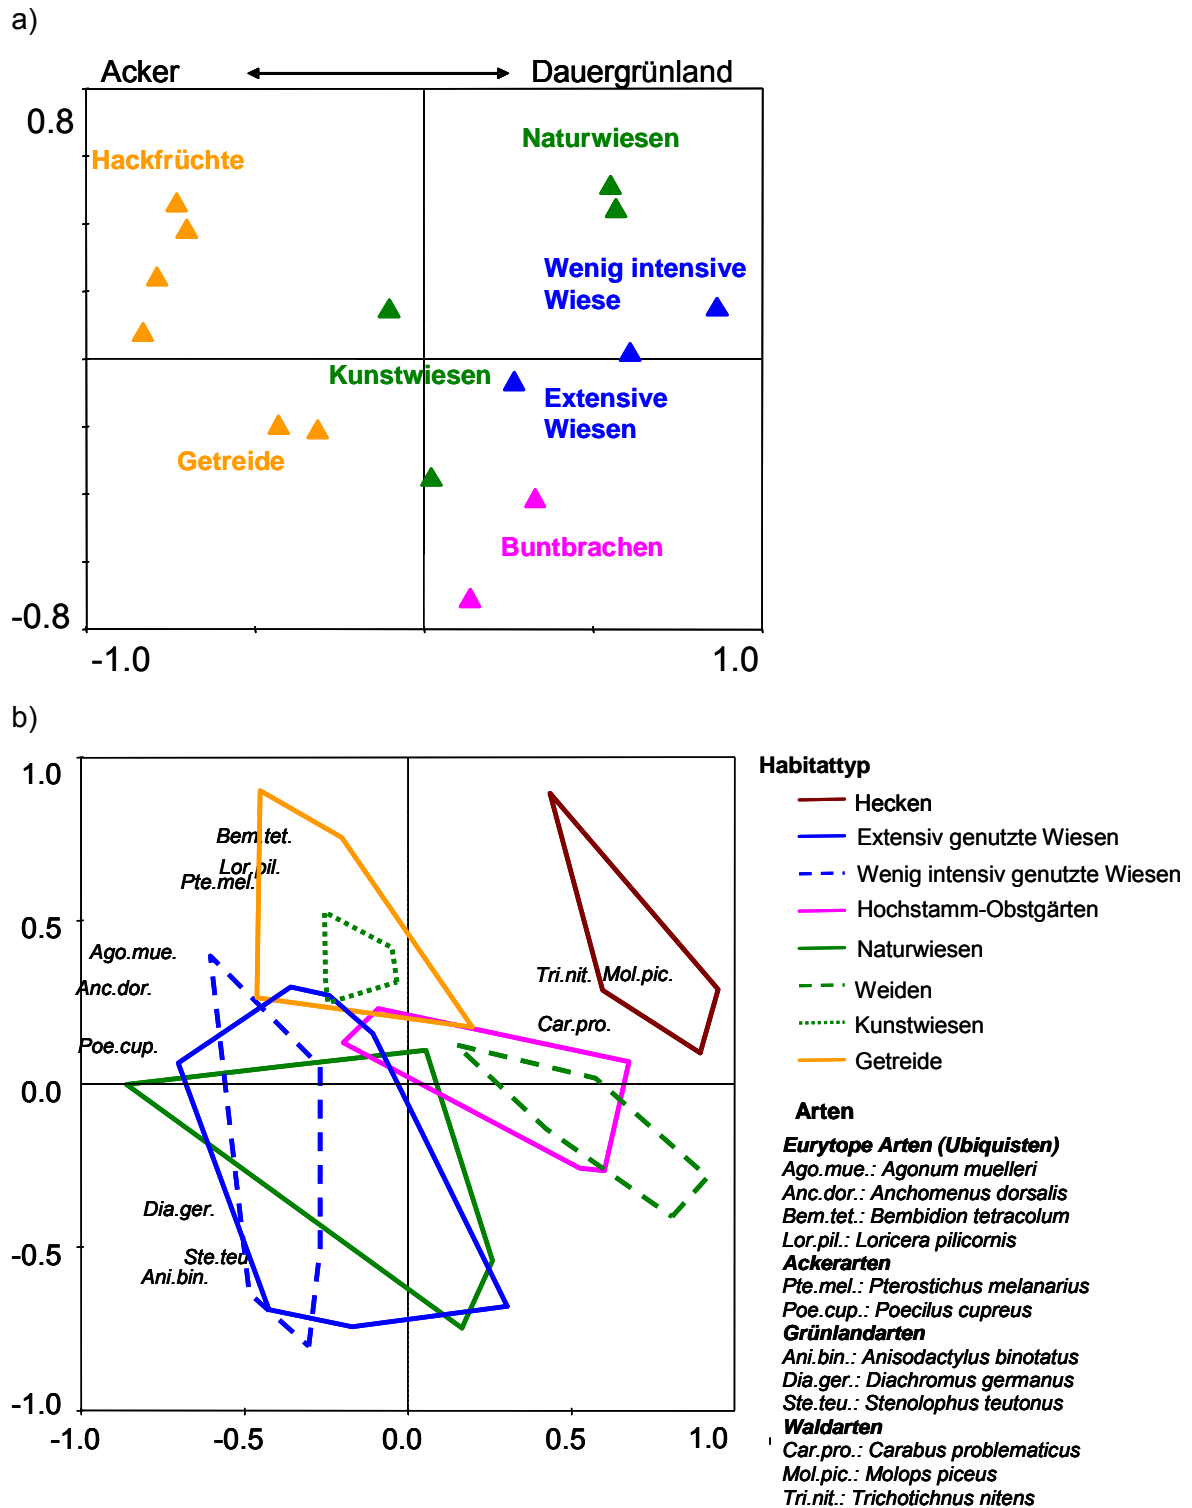 a)
Acker
Dauergrünland
0.8
Naturwiesen
Hackfrüchte
Wenig intensive
Wiese
Kunstwiesen
Extensive
Wiesen
Getreide
Buntbrachen
-0.8
-1.0
1.0
b)
1.0
0.5
0.0
-0.5
-1.0
-1.0
-0.5
0.0
0.5
1.0
Bem.tet.
Lor.pil.
Pte.mel.
Ago.mue.
Anc.dor.
Poe.cup.
Tri.nit.
Mol.pic.
Car.pro.
Dia.ger.
Ste.teu
Ani.bin.
Habitattyp
Hecken
Extensiv genutzte Wiesen
Wenig intensiv genutzte Wiesen
Hochstamm-Obstgärten
Naturwiesen
Weiden
Kunstwiesen
Getreide
Arten
Eurytope Arten (Ubiquisten)
Ago.mue.: Agonum muelleri
Anc.dor.: Anchomenus dorsalis
Bem.tet.: Bembidion tetracolum
Lor.pil.: Loricera pilicornis
Ackerarten
Pte.mel.: Pterostichus melanarius
Poe.cup.: Poecilus cupreus
Grünlandarten
Ani.bin.: Anisodactylus binotatus
Dia.ger.: Diachromus germanus
Ste.teu.: Stenolophus teutonus
Waldarten
Car.pro.: Carabus problematicus
Mol.pic.: Molops piceus
Tri.nit.: Trichotichnus nitens